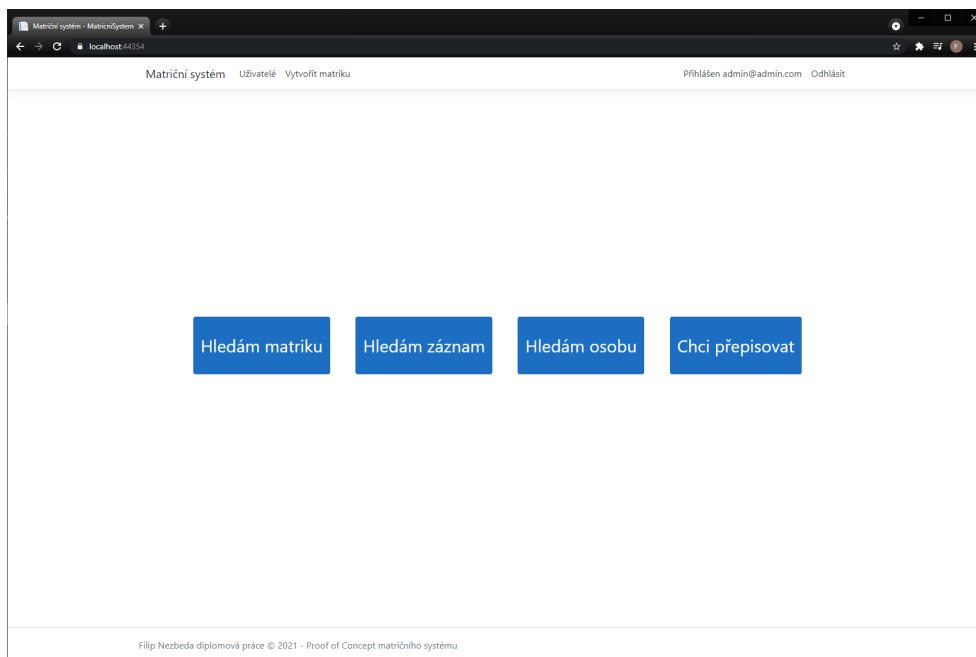 Matriční systém - MatricniSystem
localhost:44354
Matriční systém Uživatelé Vytvořit matriku Přihlášen admin@admin.com Odhlásit
Hledám matriku Hledám záznam Hledám osobu Chci přepisovat
Filip Nezbeda diplomová práce © 2021 - Proof of Concept matričního systému